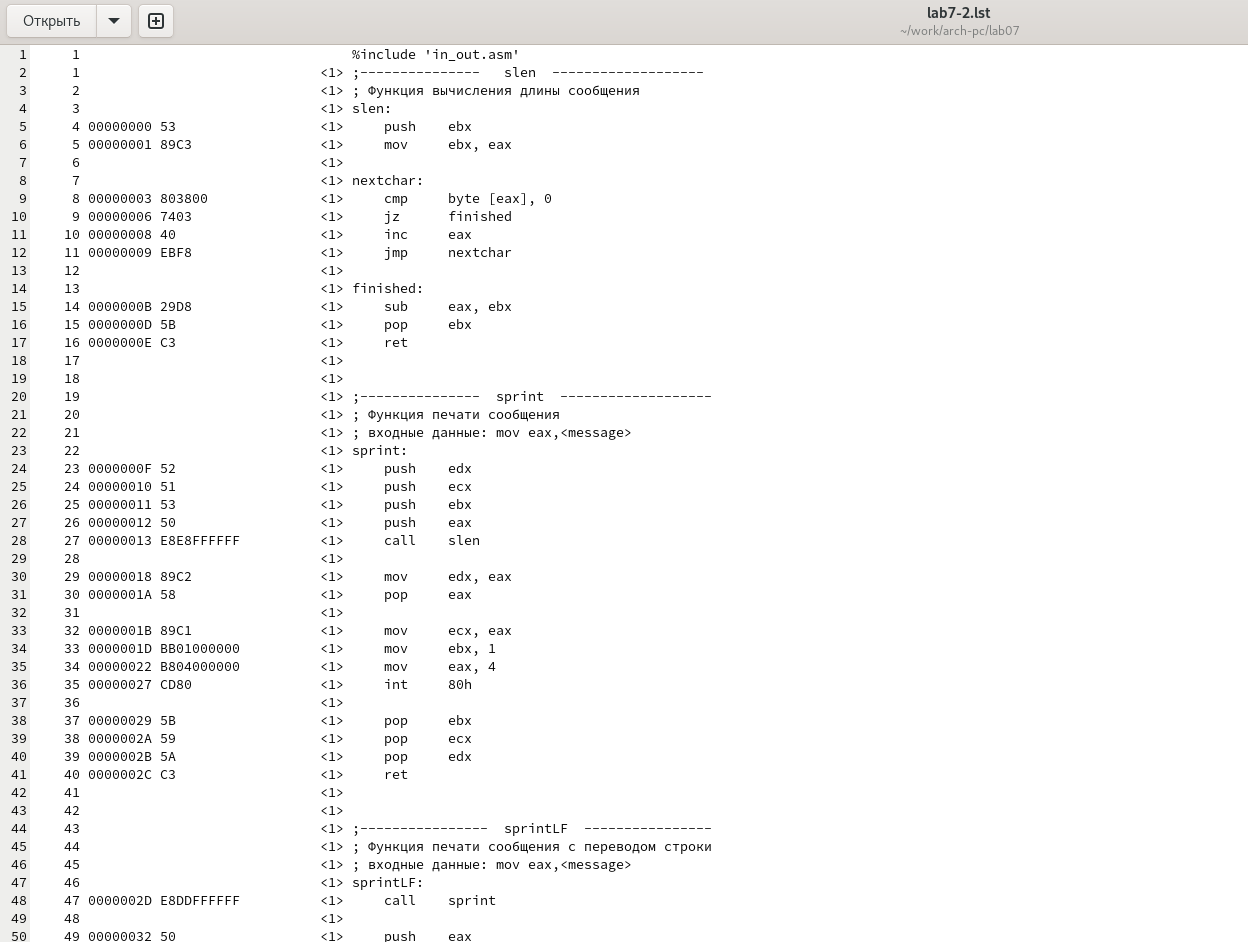 Открыть
lab7-2.lst
~/work/arch-pc/lab07
1 1 %include 'in_out.asm'
2 1 <1> ;--------------- slen -------------------
3 2 <1> ; Функция вычисления длины сообщения
4 3 <1> slen:
5 4 00000000 53 <1> push ebx
6 5 00000001 89C3 <1> mov ebx, eax
7 6 <1>
8 7 <1> nextchar:
9 8 00000003 803800 <1> cmp byte [eax], 0
10 9 00000006 7403 <1> jz finished
11 10 00000008 40 <1> inc eax
12 11 00000009 EBF8 <1> jmp nextchar
13 12 <1>
14 13 <1> finished:
15 14 0000000B 29D8 <1> sub eax, ebx
16 15 0000000D 5B <1> pop ebx
17 16 0000000E C3 <1> ret
18 17 <1>
19 18 <1>
20 19 <1> ;--------------- sprint -------------------
21 20 <1> ; Функция печати сообщения
22 21 <1> ; входные данные: mov eax,<message>
23 22 <1> sprint:
24 23 0000000F 52 <1> push edx
25 24 00000010 51 <1> push ecx
26 25 00000011 53 <1> push ebx
27 26 00000012 50 <1> push eax
28 27 00000013 E8E8FFFFFF <1> call slen
29 28 <1>
30 29 00000018 89C2 <1> mov edx, eax
31 30 0000001A 58 <1> pop eax
32 31 <1>
33 32 0000001B 89C1 <1> mov ecx, eax
34 33 0000001D BB01000000 <1> mov ebx, 1
35 34 00000022 B804000000 <1> mov eax, 4
36 35 00000027 CD80 <1> int 80h
37 36 <1>
38 37 00000029 5B <1> pop ebx
39 38 0000002A 59 <1> pop ecx
40 39 0000002B 5A <1> pop edx
41 40 0000002C C3 <1> ret
42 41 <1>
43 42 <1>
44 43 <1> ;---------------- sprintLF ----------------
45 44 <1> ; Функция печати сообщения с переводом строки
46 45 <1> ; входные данные: mov eax,<message>
47 46 <1> sprintLF:
48 47 0000002D E8DDFFFFFF <1> call sprint
49 48 <1>
50 49 00000032 50 <1> push eax